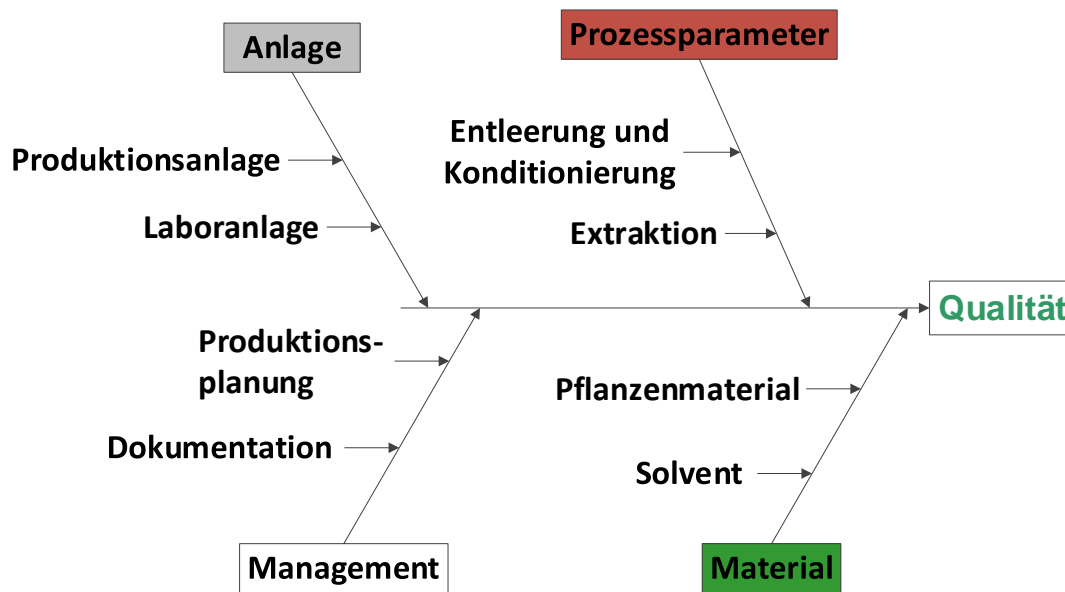 Anlage
Prozessparameter
Produktionsanlage
Laboranlage
Entleerung und
Konditionierung
Extraktion
Qualität
Produktions-
planung
Dokumentation
Pflanzenmaterial
Solvent
Management
Material